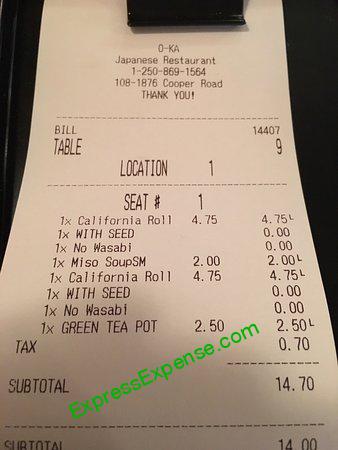 O-KA
Japanese Restaurant
1-250-869-1564
108-1876 Cooper Road
THANK YOU!
BILL 14407
TABLE 9
LOCATION 1
SEAT # 1
1x California Roll 4.75 4.75L
1x WITH SEED 0.00
1x No Wasabi 0.00
1x Miso SoupSM 2.00 2.00L
1x California Roll 4.75 4.75L
1x WITH SEED 0.00
1x No Wasabi 0.00
1x GREEN TEA POT 2.50 2.50L
TAX 0.70
SUBTOTAL 14.70
SUBTOTAL 14.00
ExpressExpense.com